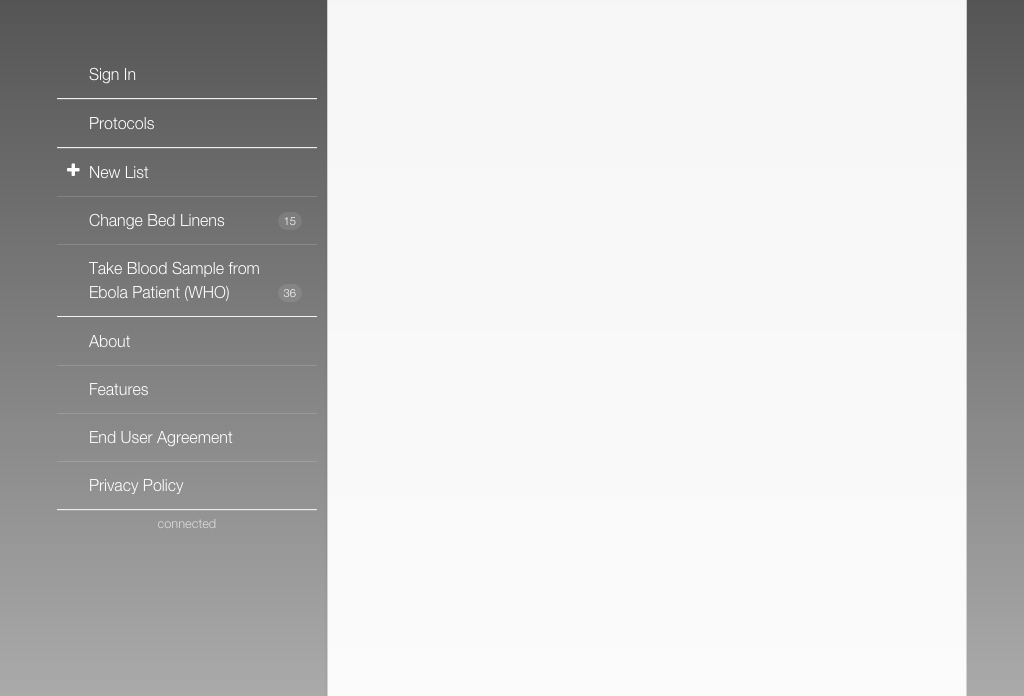 Sign In
Protocols
New List
Change Bed Linens 15
Take Blood Sample from
Ebola Patient (WHO) 36
About
Features
End User Agreement
Privacy Policy
connected